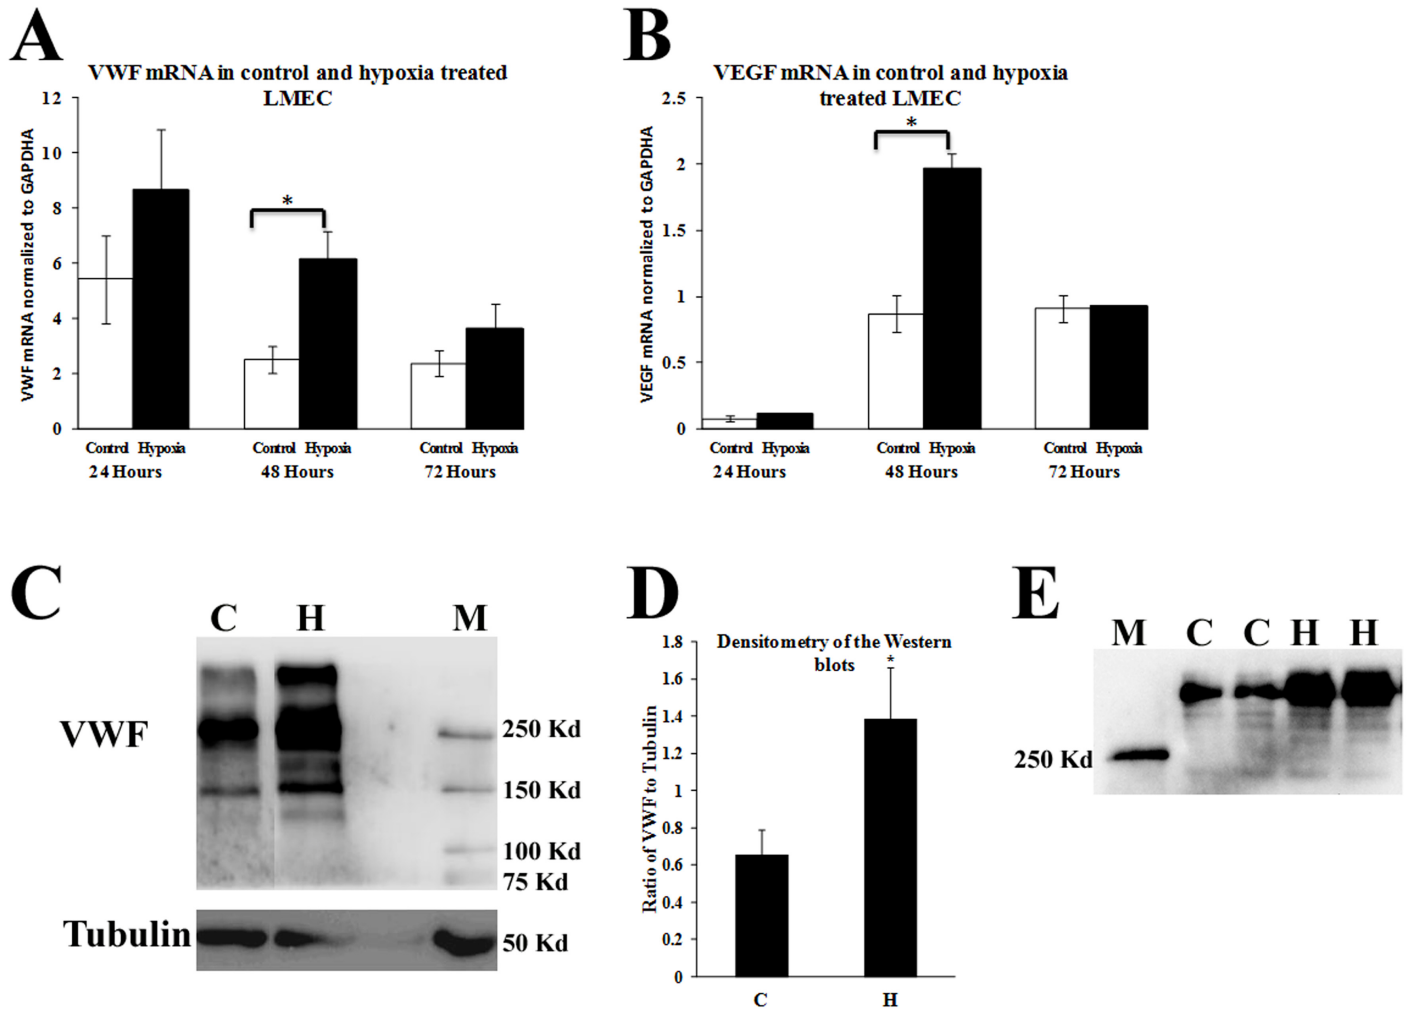 A
VWF mRNA in control and hypoxia treated
LMEC
VWF mRNA normalized to GAPDHA
12
10
8
6
4
2
0
*
Control Hypoxia Control Hypoxia Control Hypoxia
24 Hours 48 Hours 72 Hours
B
VEGF mRNA in control and hypoxia
treated LMEC
VEGF mRNA normalized to GAPDHA
2.5
2
1.5
1
0.5
0
*
Control Hypoxia Control Hypoxia Control Hypoxia
24 Hours 48 Hours 72 Hours
C
C H M
VWF
250 Kd
150 Kd
100 Kd
75 Kd
Tubulin
50 Kd
D
Densitometry of the Western
blots
*
Ratio of VWF to Tubulin
1.8
1.6
1.4
1.2
1
0.8
0.6
0.4
0.2
0
C H
E
M C C H H
250 Kd